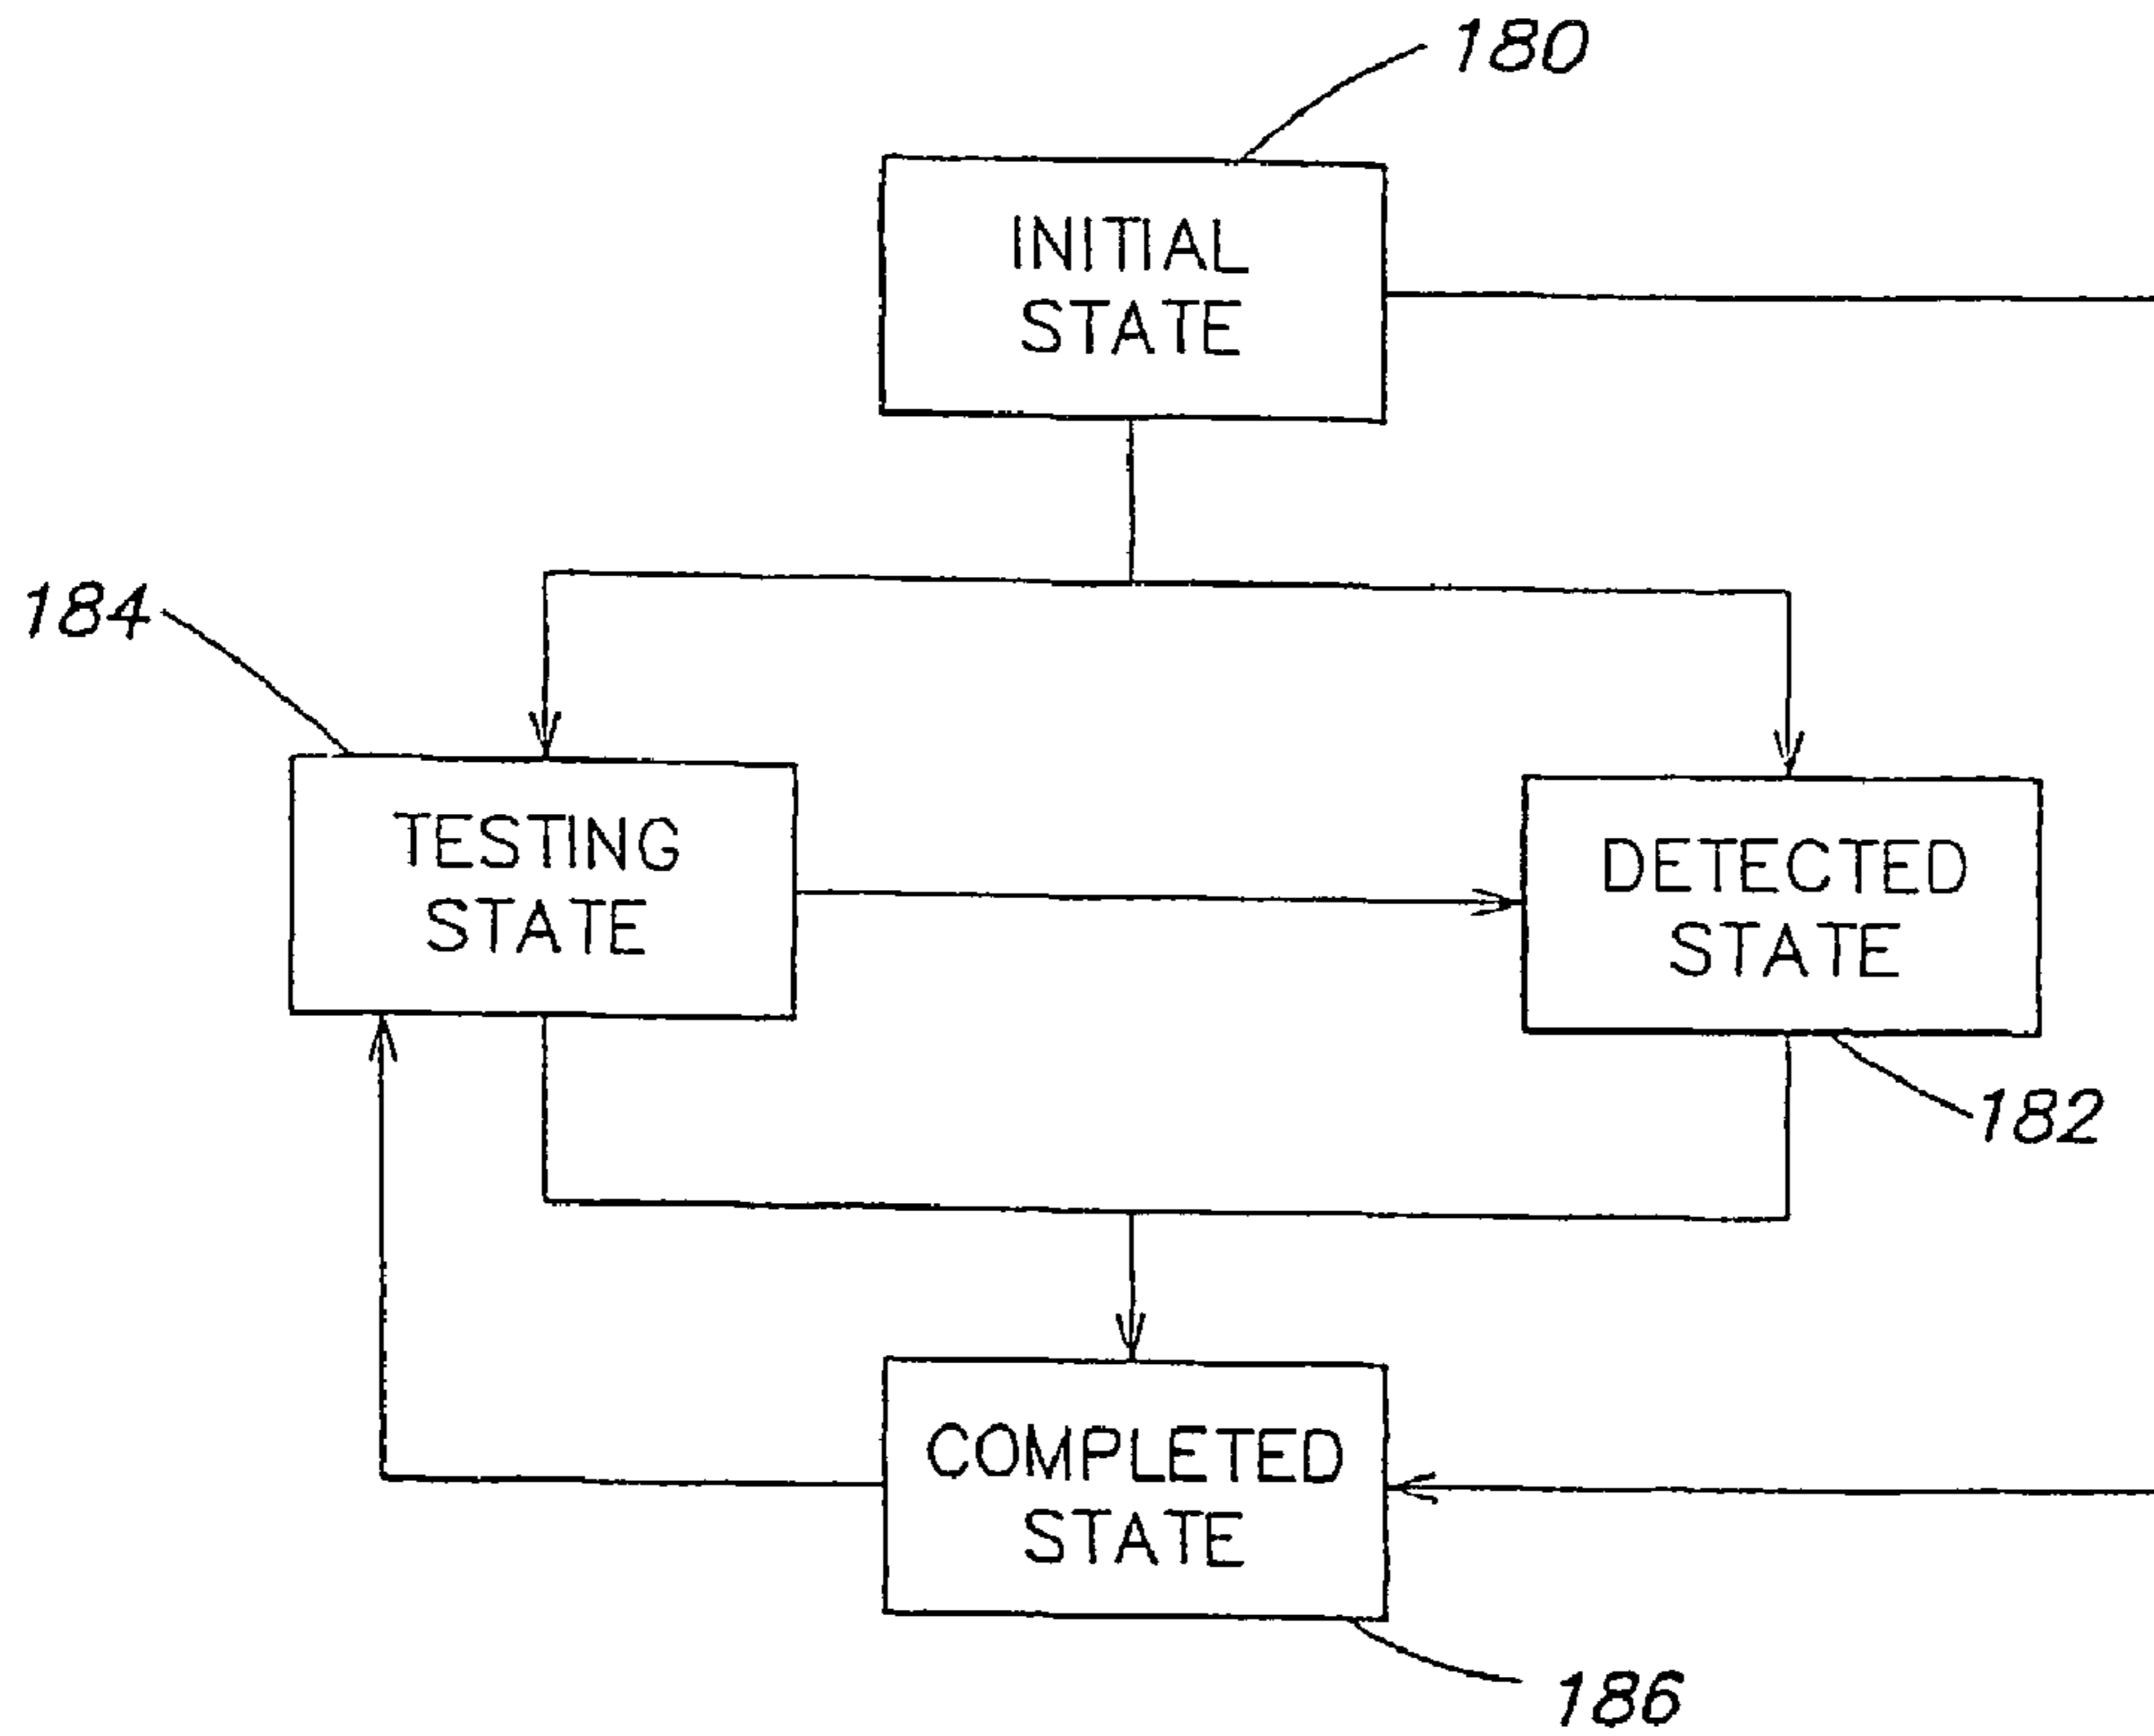 180
INITIAL
STATE
184
TESTING
STATE
DETECTED
STATE
182
COMPLETED
STATE
186